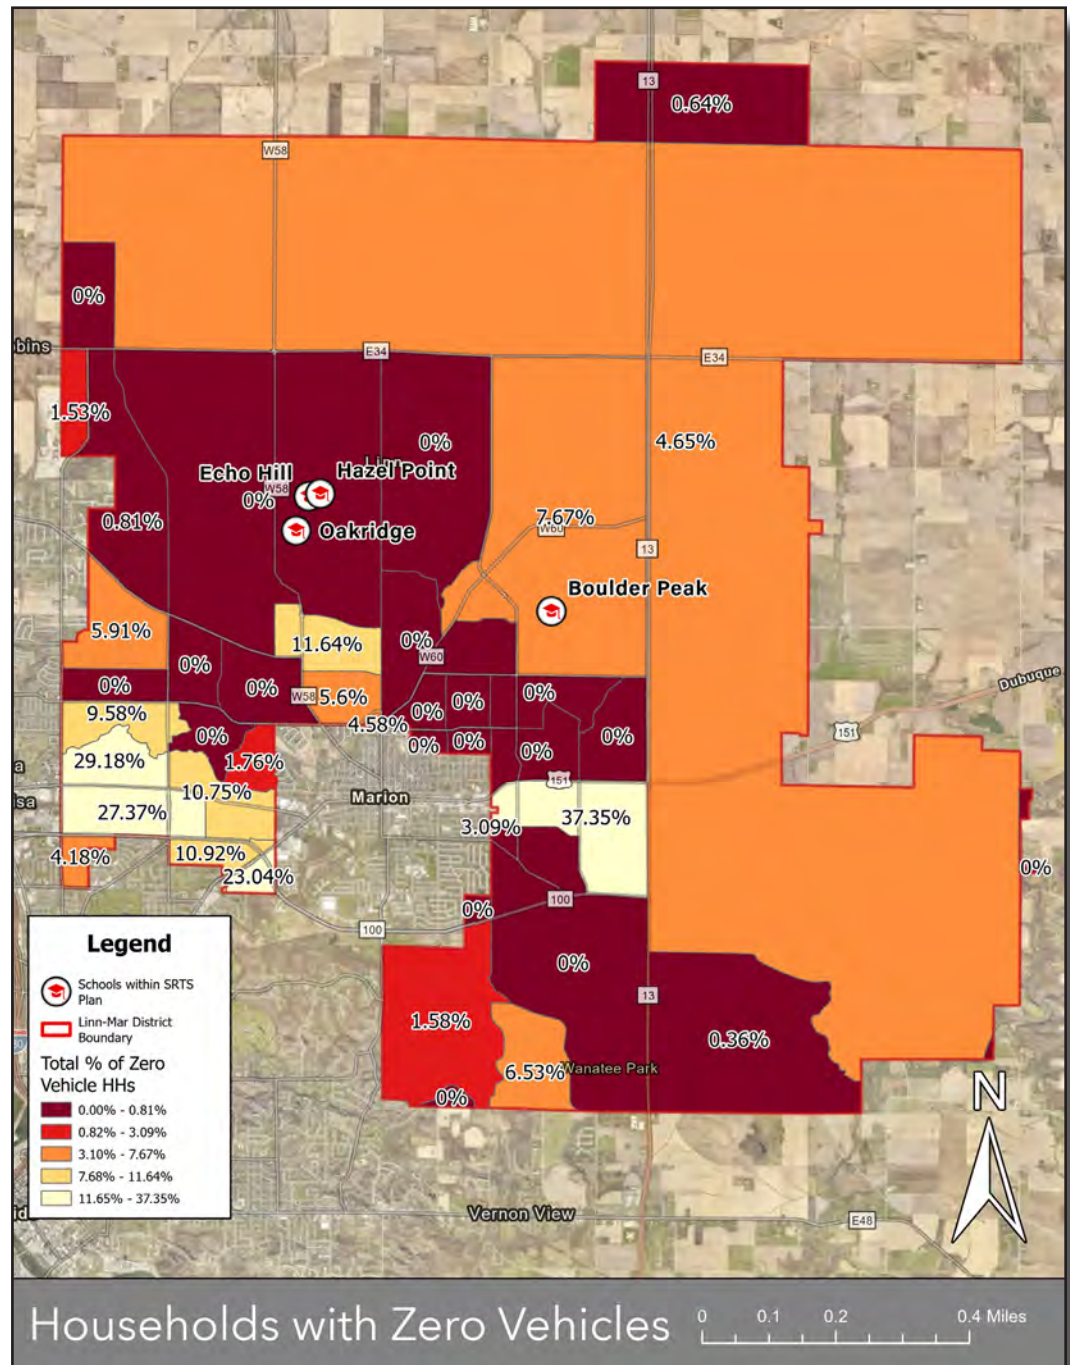 13
0.64%
W58
0%
bins
E34
E34
1.53%
0%
4.65%
Echo Hill
Hazel Point
W58
0%
7.67%
W60
0.81%
Oakridge
13
Boulder Peak
5.91%
11.64%
0%
W60
0%
Dubuque
0%
0%
W58
5.6%
0%
0%
0%
9.58%
4.58%
0%
0%
151
0%
0%
0%
0%
29.18%
1.76%
a
151
10.75%
Marion
isa
27.37%
3.09%
37.35%
4.18%
10.92%
0%
23.04%
100
0%
100
0%
13
1.58%
0.36%
6.53%
Wanatee Park
0%
Legend
Schools within SRTS
Plan
Linn-Mar District
Boundary
Total % of Zero
Vehicle HHs
0.00% - 0.81%
0.82% - 3.09%
3.10% - 7.67%
7.68% - 11.64%
11.65% - 37.35%
N
Vernon View
E48
Households with Zero Vehicles
0 0.1 0.2 0.4 Miles